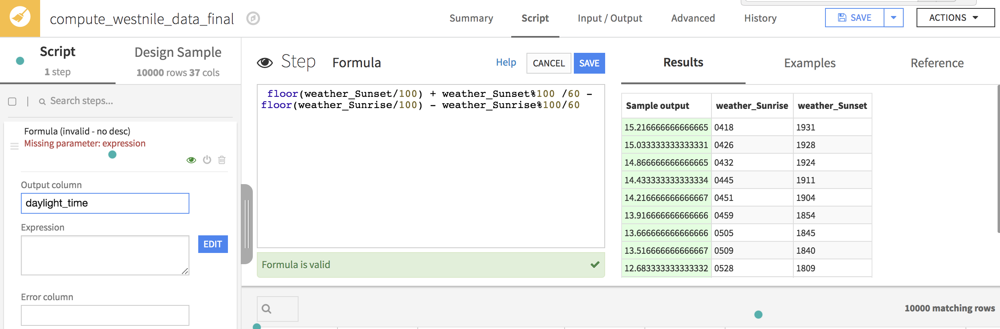 compute_westnile_data_final
Summary
Script
Input / Output
Advanced
History
SAVE
ACTIONS
Script
1 step
Design Sample
10000 rows 37 cols
Search steps...
Formula (invalid - no desc)
Missing parameter: expression
Output column
daylight_time
Expression
EDIT
Error column
Step Formula
Help
CANCEL
SAVE
floor(weather_Sunset/100) + weather_Sunset%100 /60 -
floor(weather_Sunrise/100) - weather_Sunrise%100/60
Formula is valid
Results
Examples
Reference
Sample output weather_Sunrise weather_Sunset
15.216666666666665 0418 1931
15.033333333333331 0426 1928
14.866666666666665 0432 1924
14.433333333333334 0445 1911
14.216666666666667 0451 1904
13.916666666666666 0459 1854
13.666666666666666 0505 1845
13.516666666666667 0509 1840
12.683333333333332 0528 1809
10000 matching rows